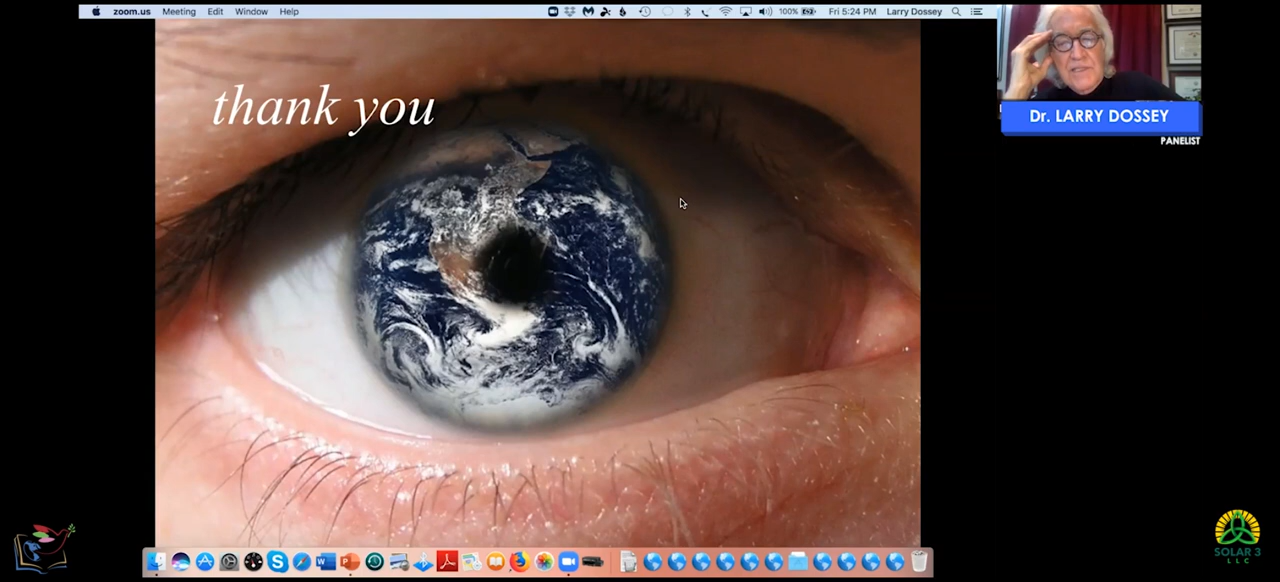 zoom.us Meeting Edit Window Help 100% Fri 5:24 PM Larry Dossey
thank you
Dr. LARRY DOSSEY
PANELIST
SOLAR 3
LLC